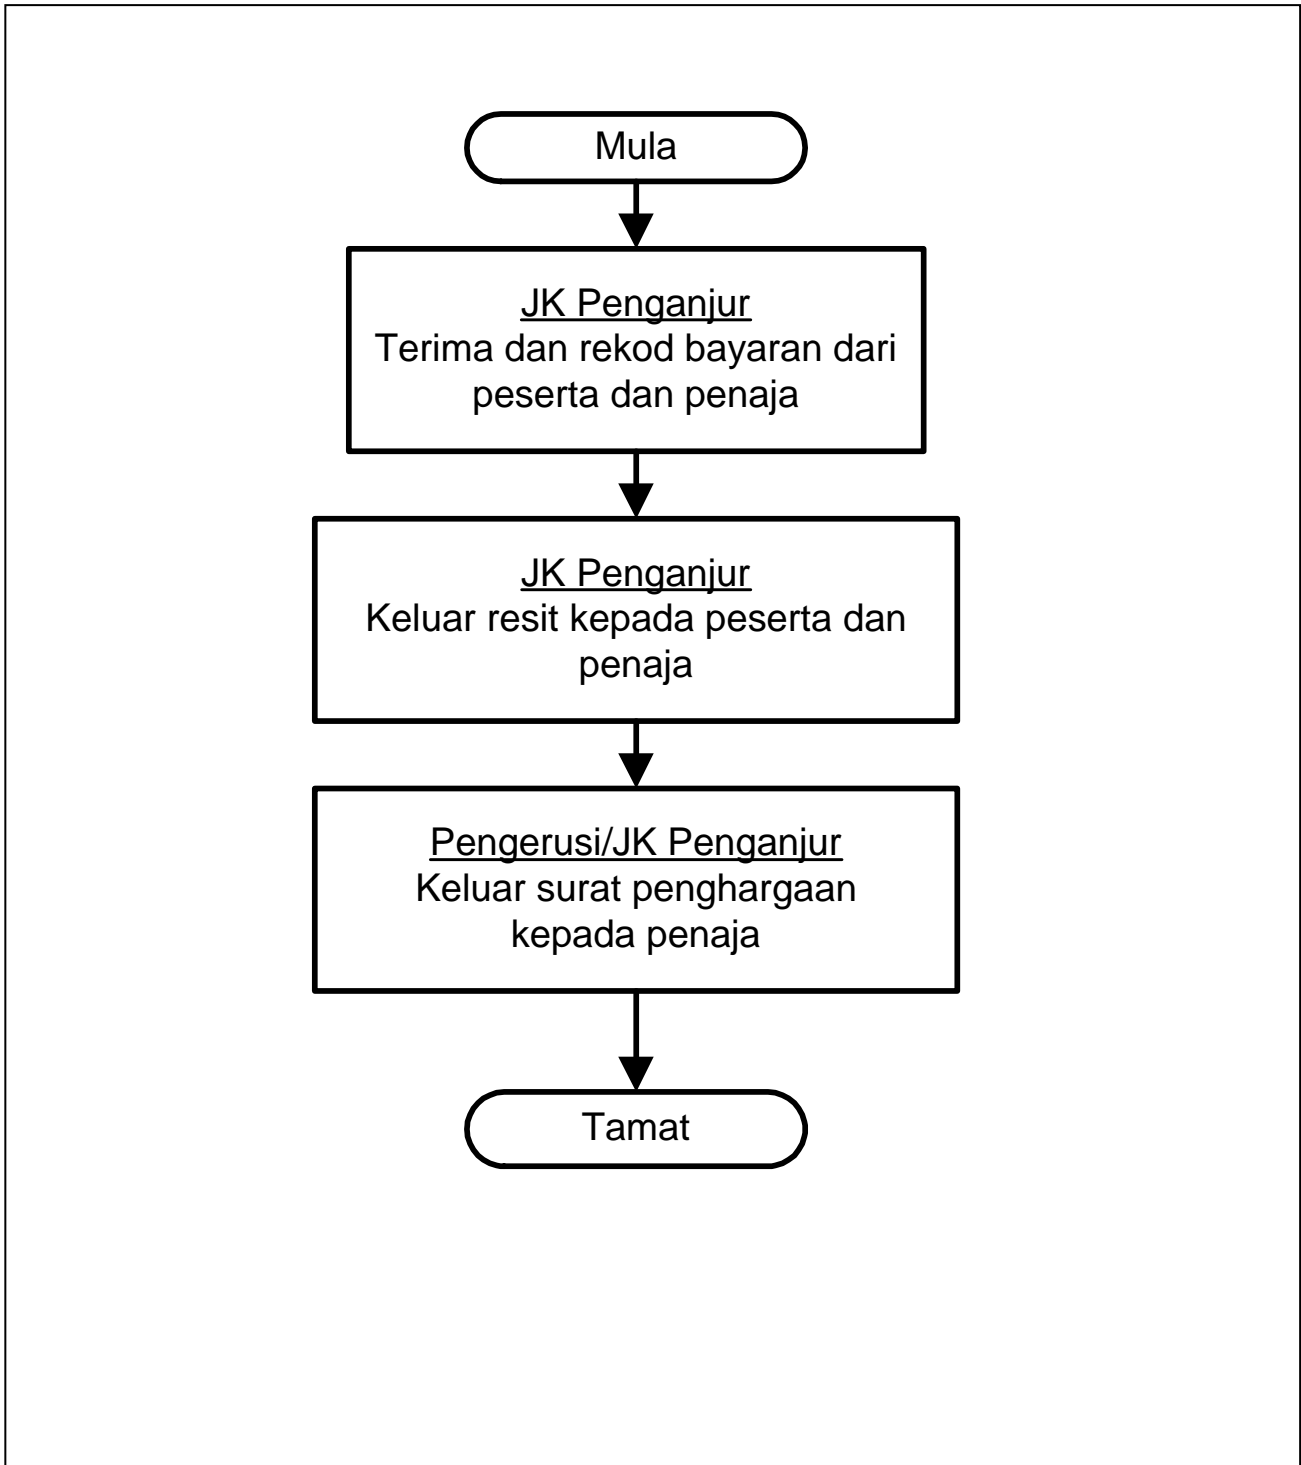 Mula
JK Penganjur
Terima dan rekod bayaran dari
peserta dan penaja
JK Penganjur
Keluar resit kepada peserta dan
penaja
Pengerusi/JK Penganjur
Keluar surat penghargaan
kepada penaja
Tamat